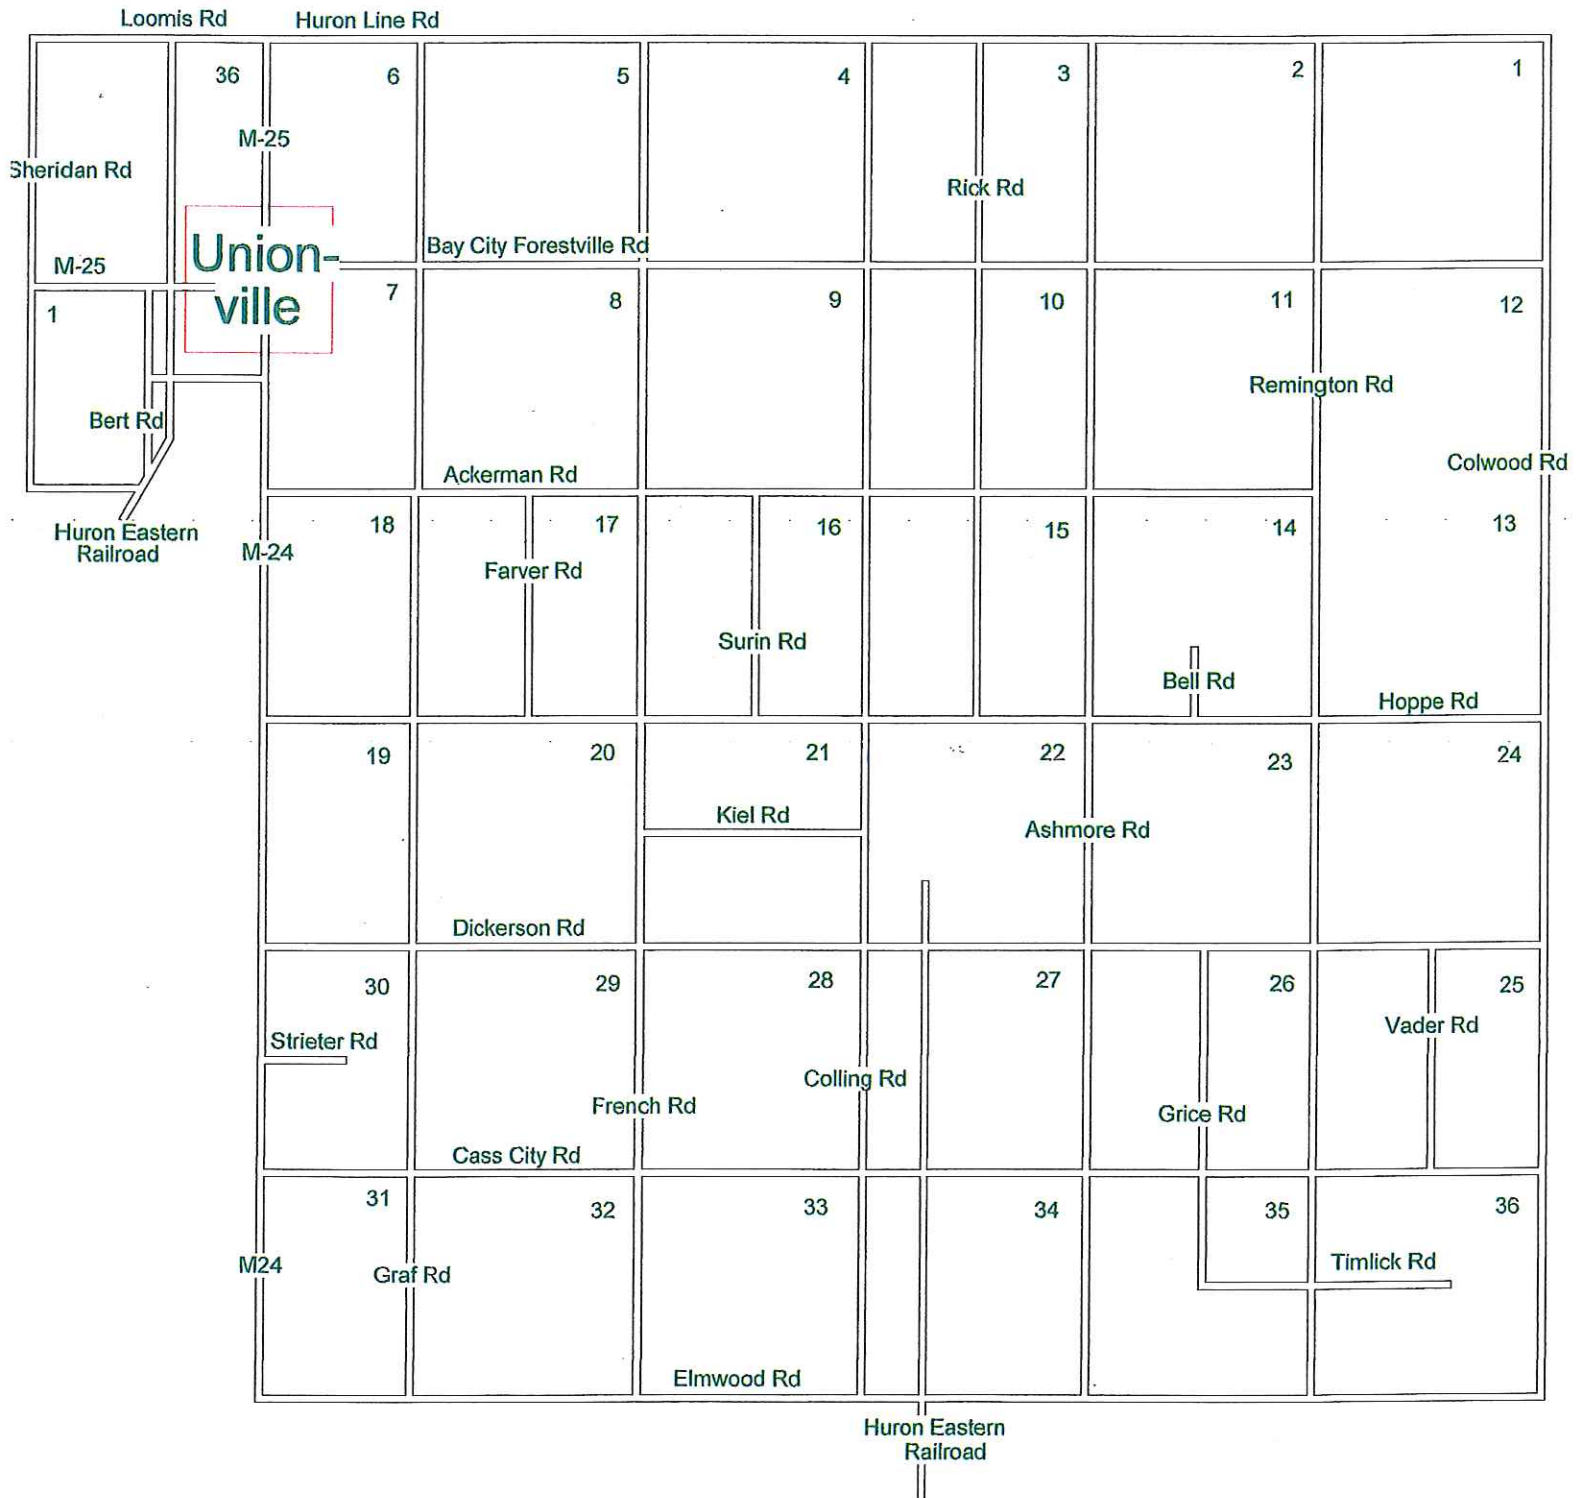 Loomis Rd
Huron Line Rd
36
6
5
4
3
2
1
M-25
Sheridan Rd
Rick Rd
Union-
ville
Bay City Forestville Rd
M-25
1
7
8
9
10
11
12
Remington Rd
Bert Rd
Colwood Rd
Ackerman Rd
Huron Eastern
Railroad
M-24
18
17
16
15
14
13
Farver Rd
Surin Rd
Bell Rd
Hoppe Rd
19
20
21
22
23
24
Kiel Rd
Ashmore Rd
Dickerson Rd
30
29
28
27
26
25
Strieter Rd
Vader Rd
Colling Rd
French Rd
Grice Rd
Cass City Rd
31
32
33
34
35
36
M24
Graf Rd
Timlick Rd
Elmwood Rd
Huron Eastern
Railroad